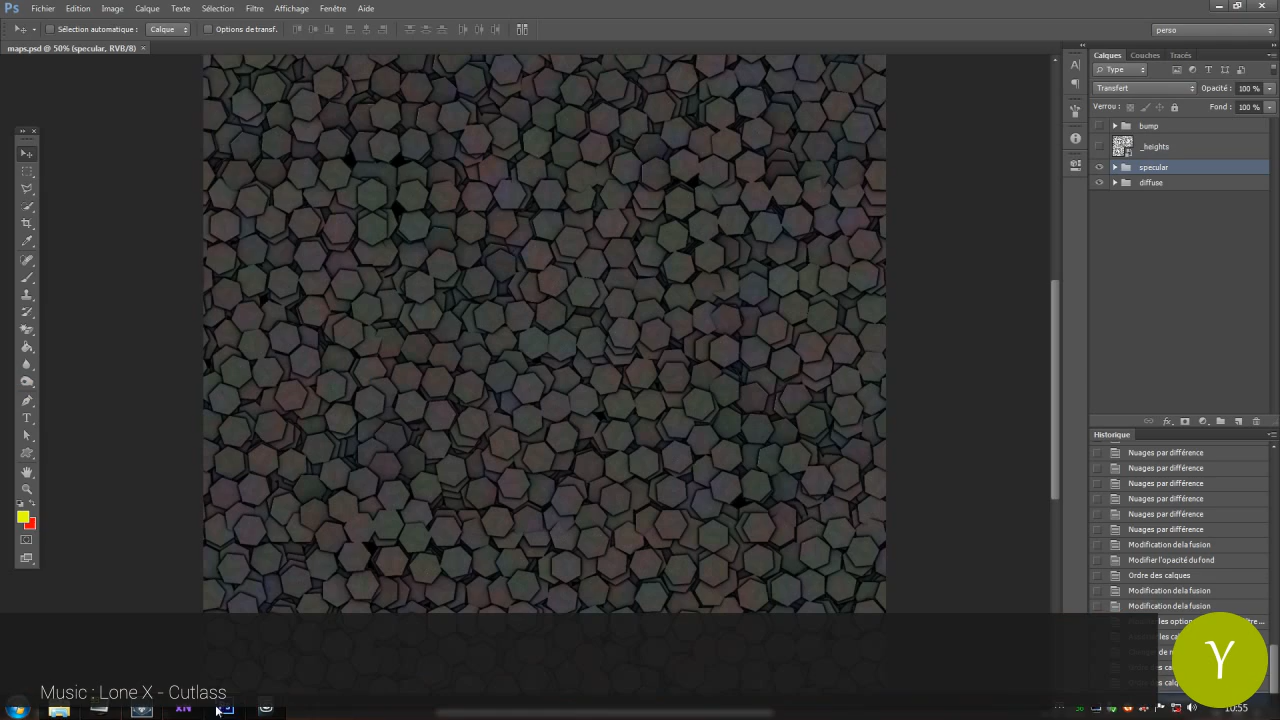 Ps Fichier Edition Image Calque Texte Sélection Filtre Affichage Fenêtre Aide
Sélection automatique : Calque Options de transf. perso
maps.psd @ 50% (specular, RVB/8) ×
Calques Couches Tracés
Type
Transfert Opacité : 100 %
Verrou : Fond : 100 %
bump
_heights
specular
diffuse
Historique
Nuages par différence
Nuages par différence
Nuages par différence
Nuages par différence
Nuages par différence
Nuages par différence
Modification de la fusion
Modifier l'opacité du fond
Ordre des calques
Modification de la fusion
Modification de la fusion
Music : Lone X - Cutlass
Y
10:55